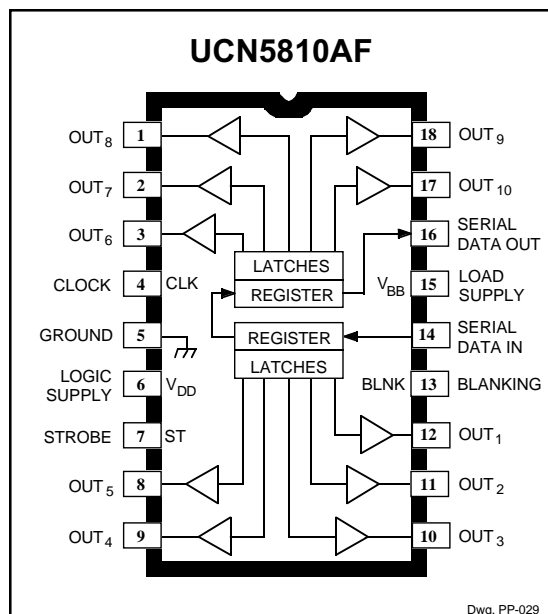 UCN5810AF
OUT8 1
18 OUT9
OUT7 2
17 OUT10
OUT6 3
16 SERIAL DATA OUT
LATCHES
REGISTER
CLOCK 4 CLK
VBB 15 LOAD SUPPLY
GROUND 5
REGISTER
LATCHES
14 SERIAL DATA IN
LOGIC SUPPLY 6 VDD
BLNK 13 BLANKING
STROBE 7 ST
12 OUT1
OUT5 8
11 OUT2
OUT4 9
10 OUT3
Dwg. PP-029